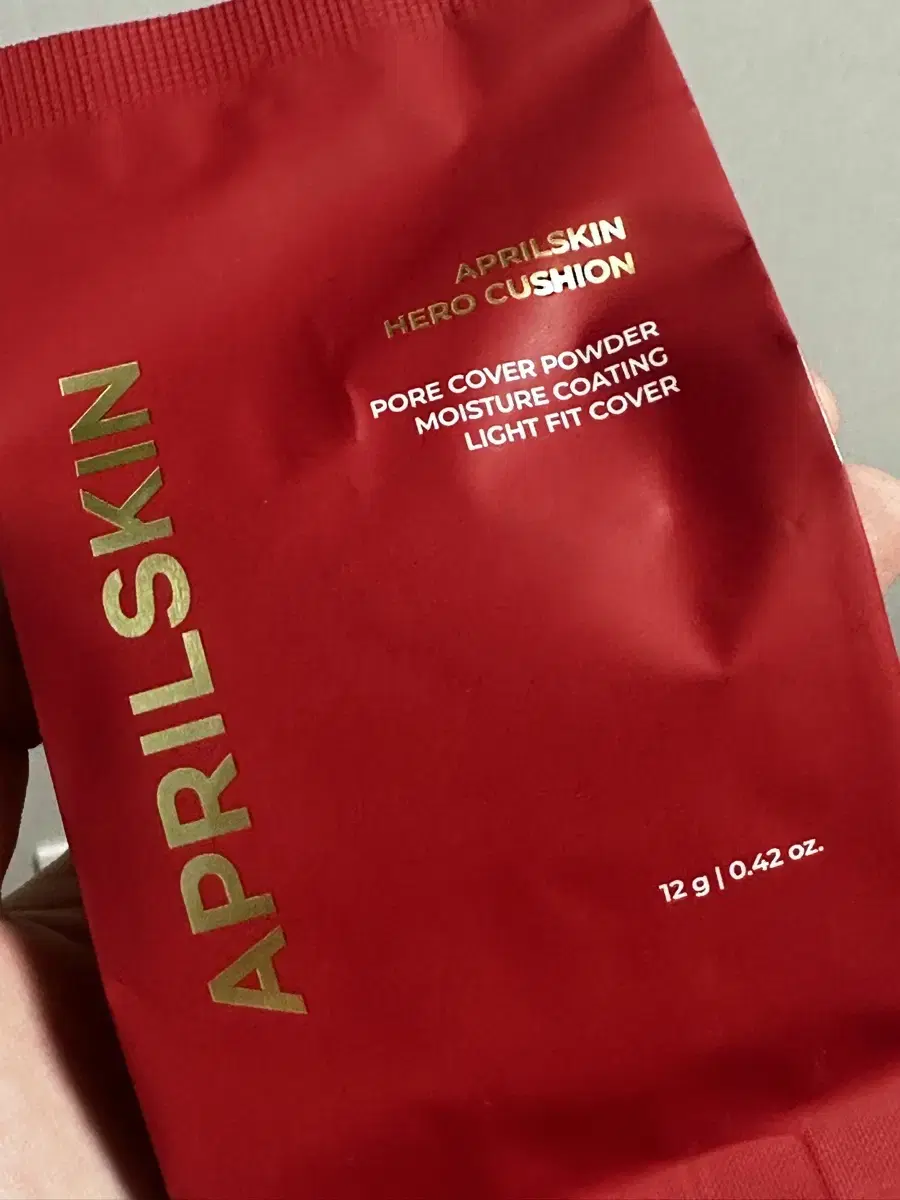 APRILSKIN
HERO CUSHION
PORE COVER POWDER
MOISTURE COATING
LIGHT FIT COVER
APRILSKIN
12 g | 0.42 oz.